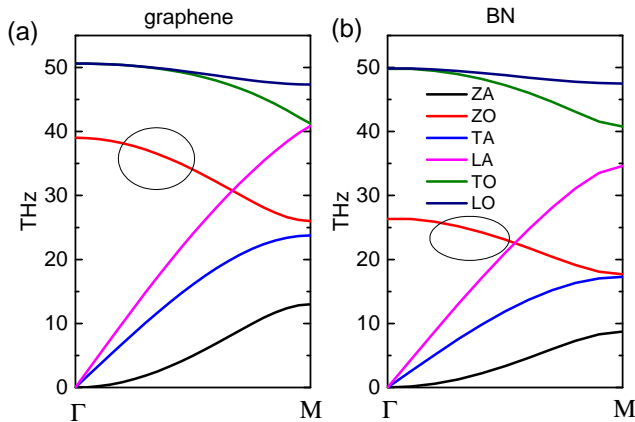 graphene
BN
(a)
(b)
THz
50
40
30
20
10
0
Γ
M
THz
50
40
30
20
10
0
Γ
M
ZA
ZO
TA
LA
TO
LO